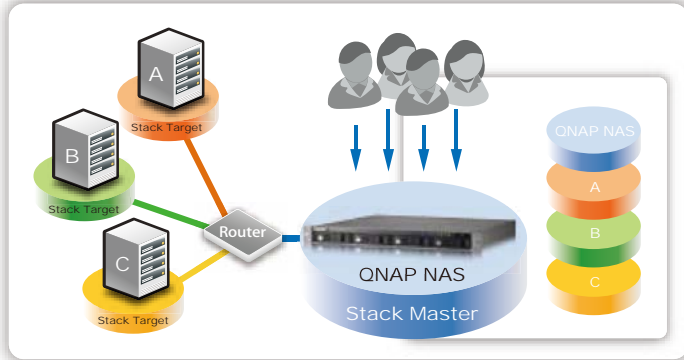 A
Stack Target
B
Stack Target
C
Stack Target
Router
QNAP NAS
Stack Master
QNAP NAS
A
B
C